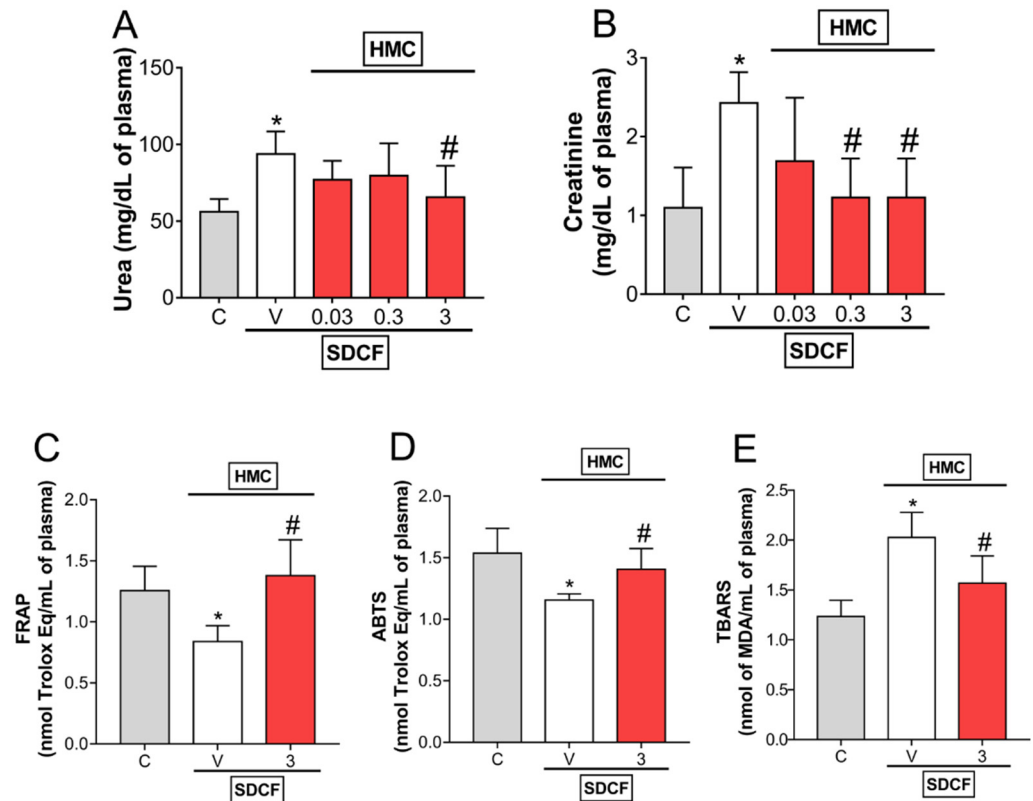 A
HMC
Urea (mg/dL of plasma)
150
100
50
0
*
#
C V 0.03 0.3 3
SDCF
B
HMC
Creatinine
(mg/dL of plasma)
3
2
1
0
*
# #
C V 0.03 0.3 3
SDCF
C
HMC
FRAP
(nmol Trolox Eq/mL of plasma)
2.0
1.5
1.0
0.5
0.0
*
#
C V 3
SDCF
D
HMC
ABTS
(nmol Trolox Eq/mL of plasma)
2.0
1.5
1.0
0.5
0.0
*
#
C V 3
SDCF
E
HMC
TBARS
(nmol of MDA/mL of plasma)
2.5
2.0
1.5
1.0
0.5
0.0
*
#
C V 3
SDCF